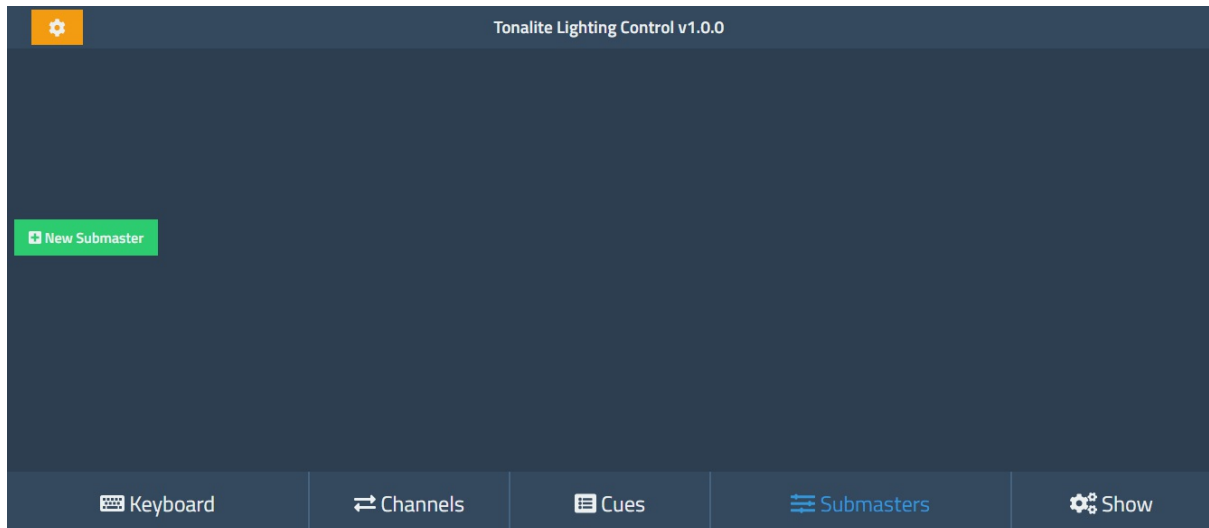 Tonalite Lighting Control v1.0.0
New Submaster
Keyboard
Channels
Cues
Submasters
Show